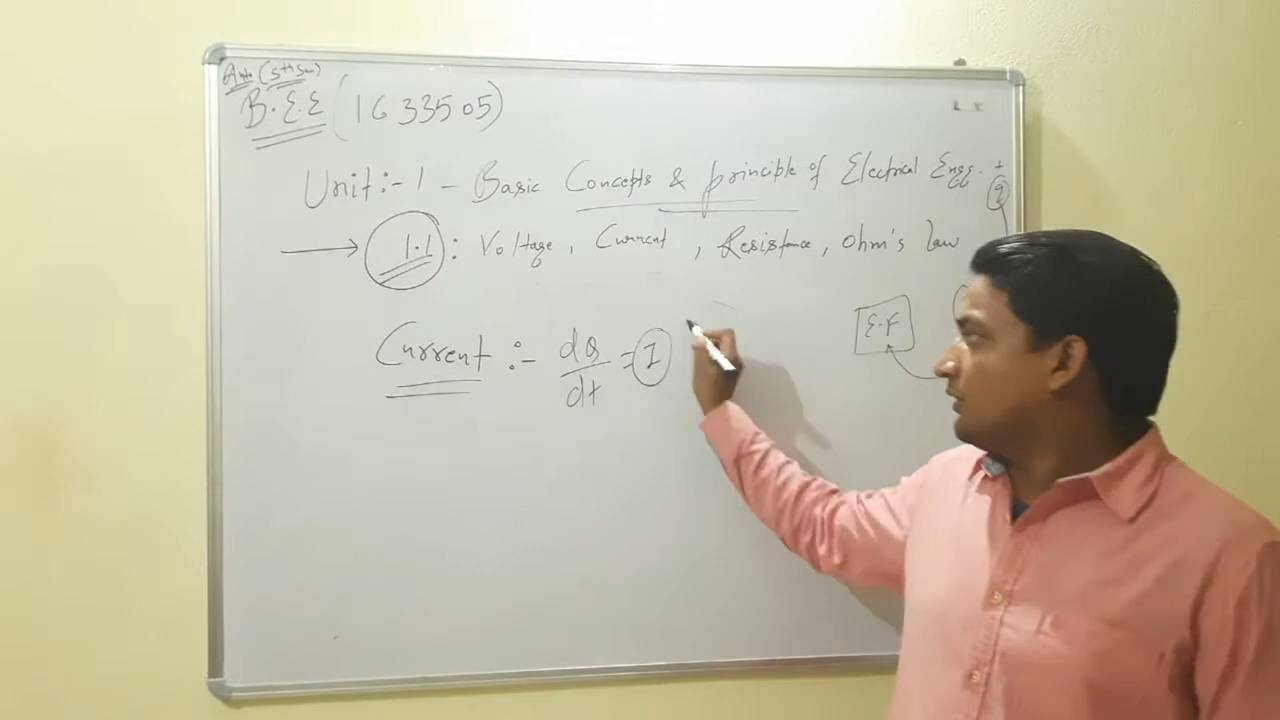 Auto (5th Sem)
B.E.E (1633505)
Unit:-1 - Basic Concepts & principle of Electrical Engg.
+
q
1.1 : Voltage, Current, Resistance, Ohm's law
E.F
Current :- dQ/dt = I